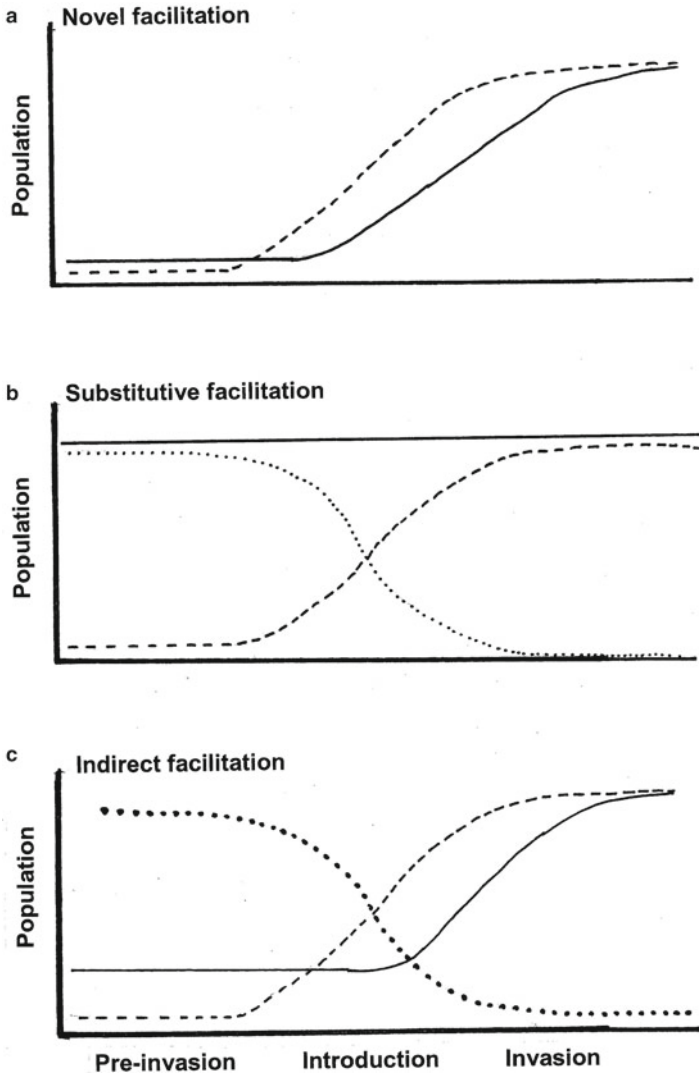 a Novel facilitation
Population
b Substitutive facilitation
Population
c Indirect facilitation
Population
Pre-invasion Introduction Invasion